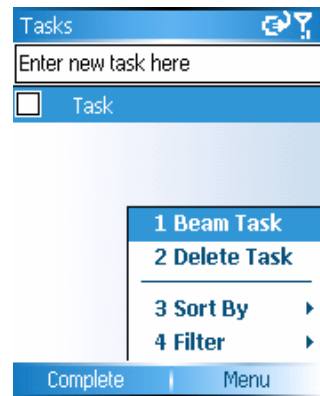 Tasks
Enter new task here
Task
1 Beam Task
2 Delete Task
3 Sort By
4 Filter
Complete
Menu